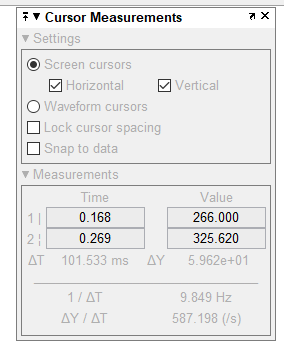 Cursor Measurements
Settings
Screen cursors
Horizontal Vertical
Waveform cursors
Lock cursor spacing
Snap to data
Measurements
Time Value
1 | 0.168 266.000
2 ¦ 0.269 325.620
ΔT 101.533 ms ΔY 5.962e+01
1 / ΔT 9.849 Hz
ΔY / ΔT 587.198 (/s)